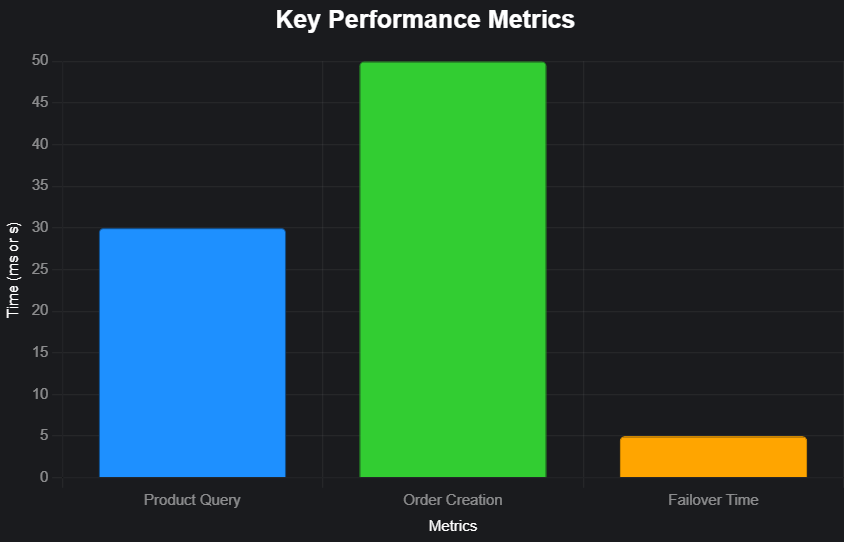 Key Performance Metrics
50
45
40
35
30
25
20
15
10
5
0
Time (ms or s)
Product Query
Order Creation
Failover Time
Metrics